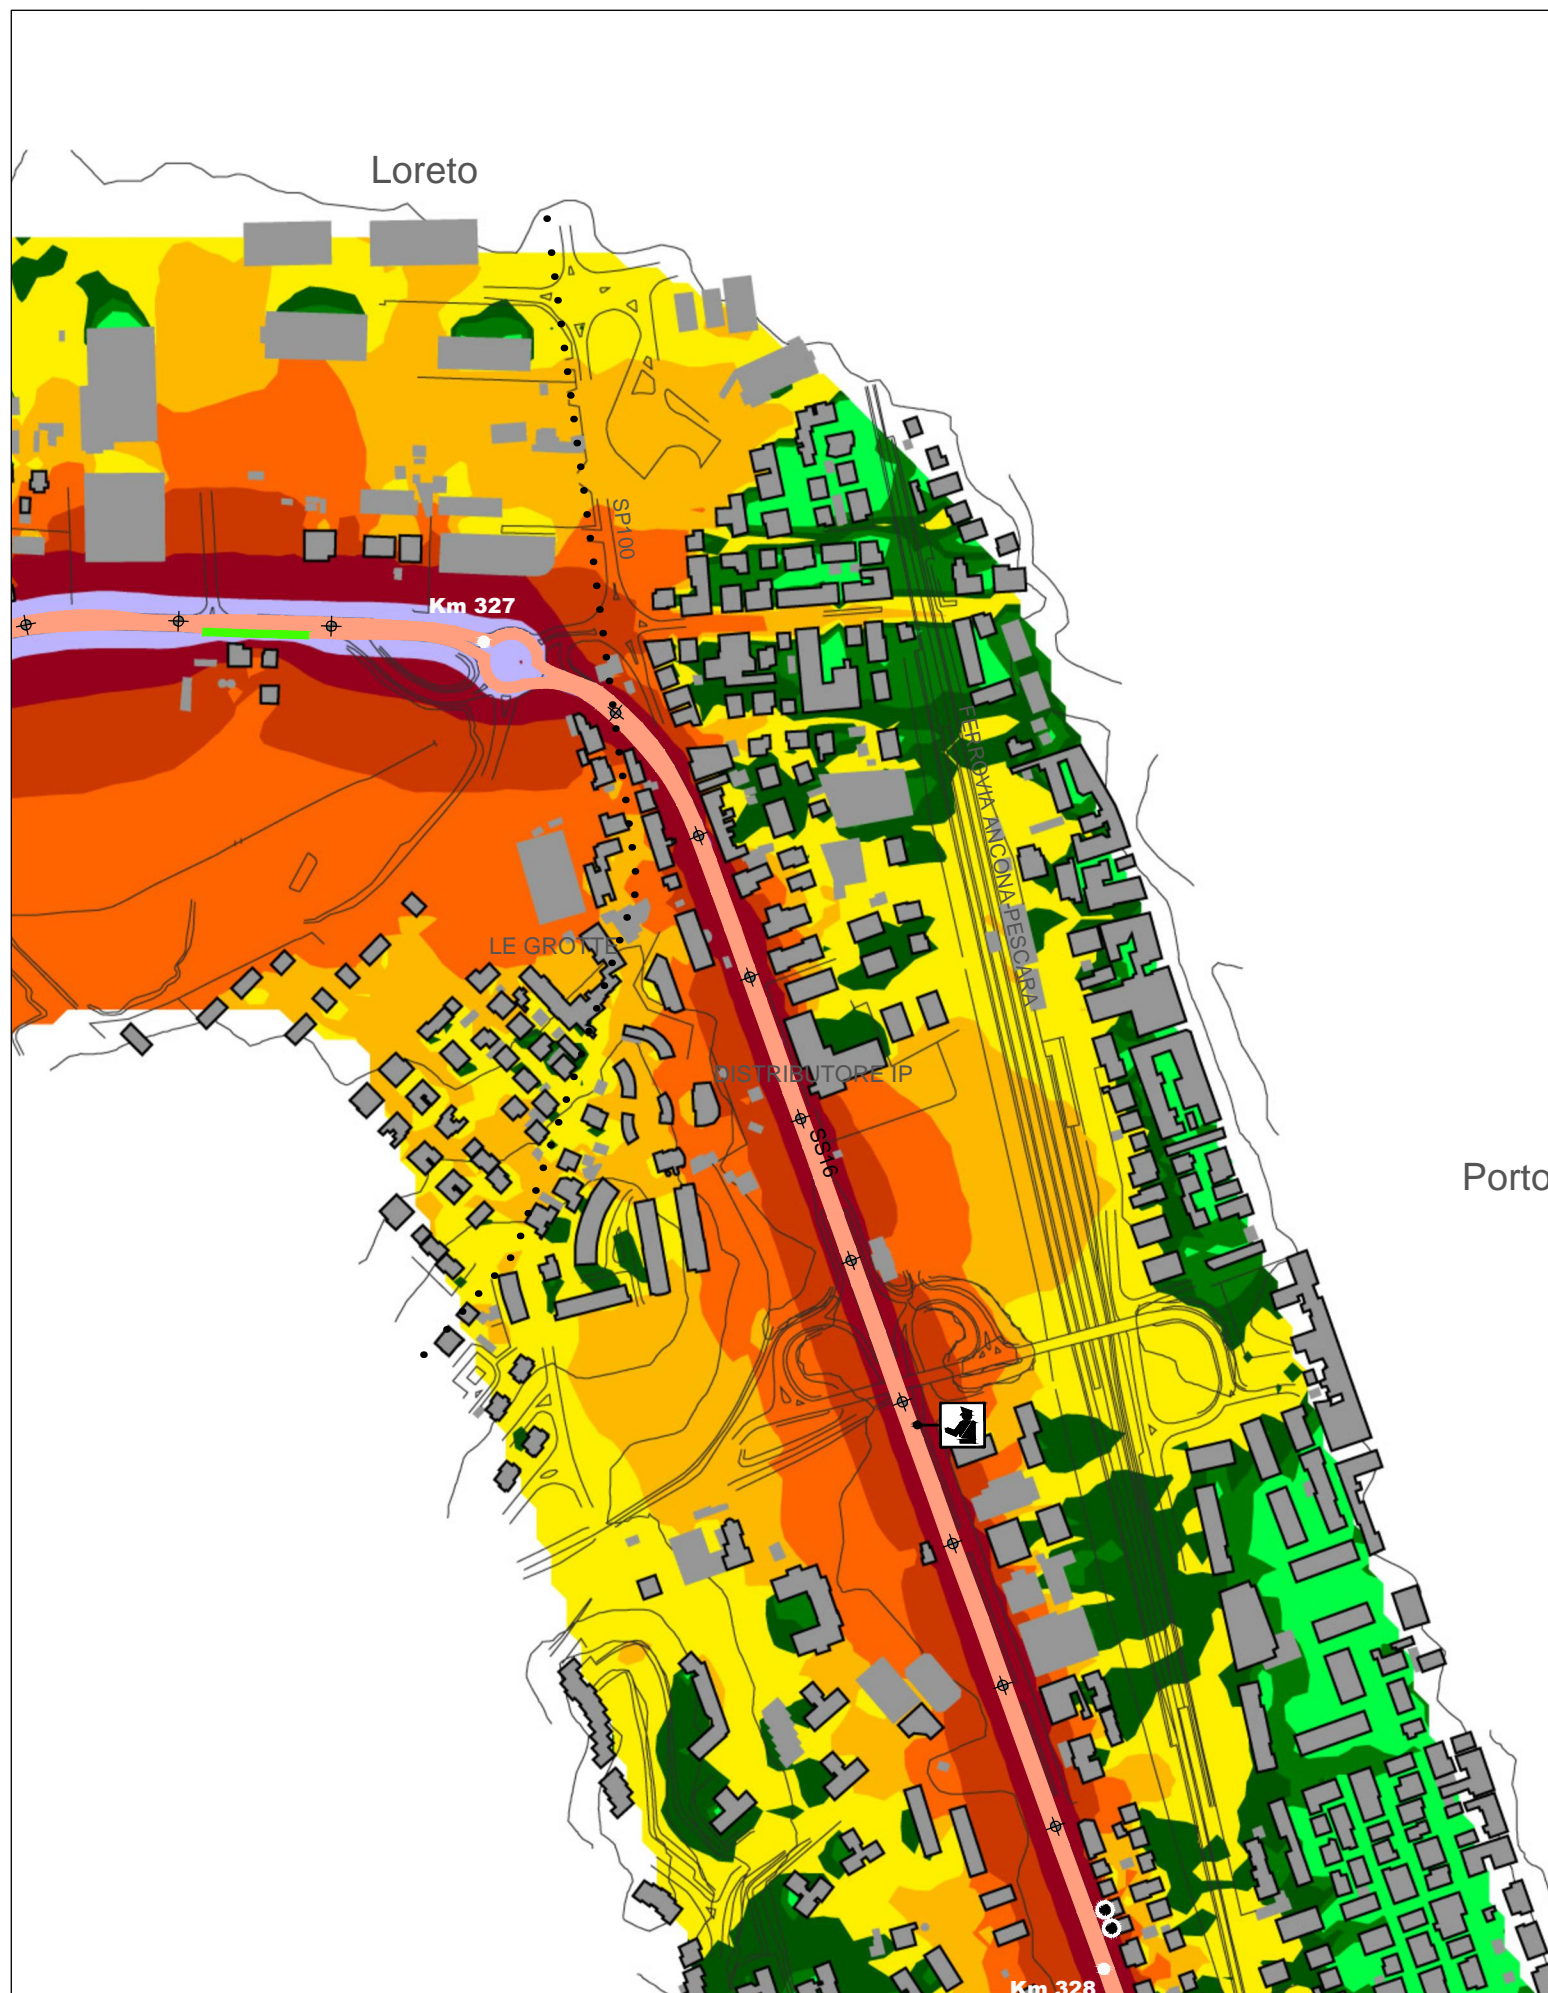 Loreto
SP100
Km 327
FERROVIA ANCONA-PESCARA
LE GROTTE
DISTRIBUTORE IP
SS16
Porto
Km 328